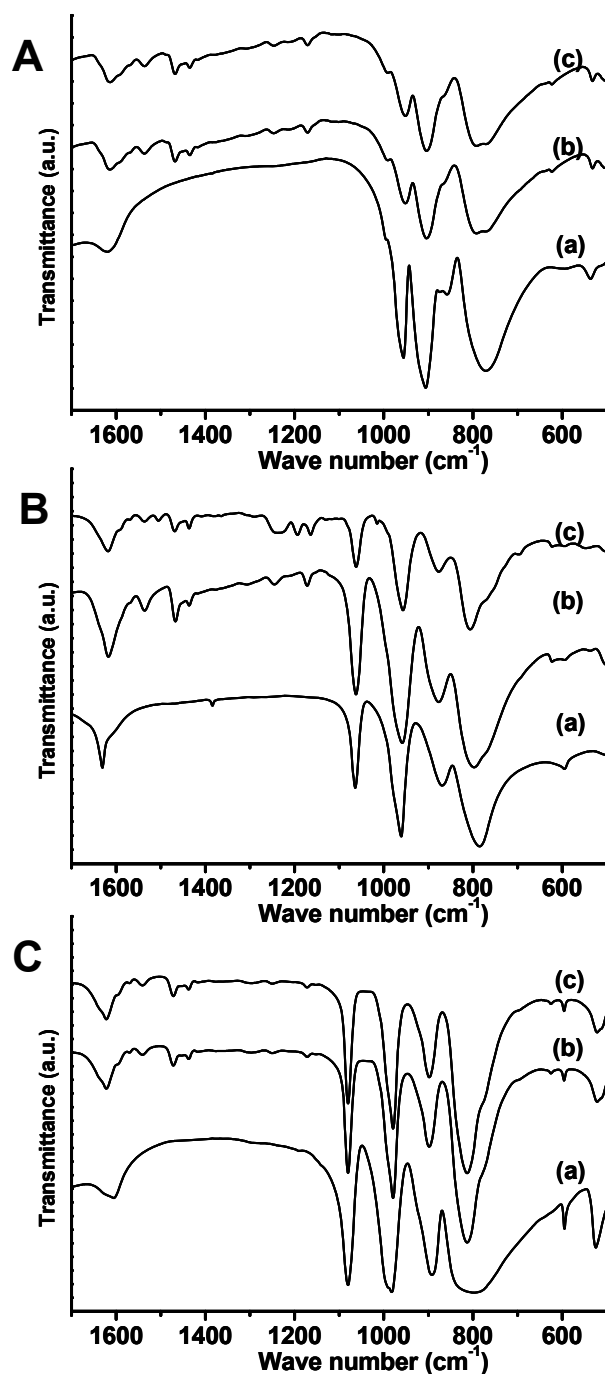 A
(c)
(b)
(a)
Transmittance (a.u.)
1600 1400 1200 1000 800 600
Wave number (cm-1)
B
(c)
(b)
(a)
Transmittance (a.u.)
1600 1400 1200 1000 800 600
Wave number (cm-1)
C
(c)
(b)
(a)
Transmittance (a.u.)
1600 1400 1200 1000 800 600
Wave number (cm-1)